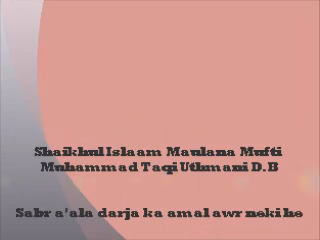 Shaikhul Islaam Maulana Mufti
Muhammad Taqi Uthmani D.B
Sabr a'ala darja ka amal awr neki he